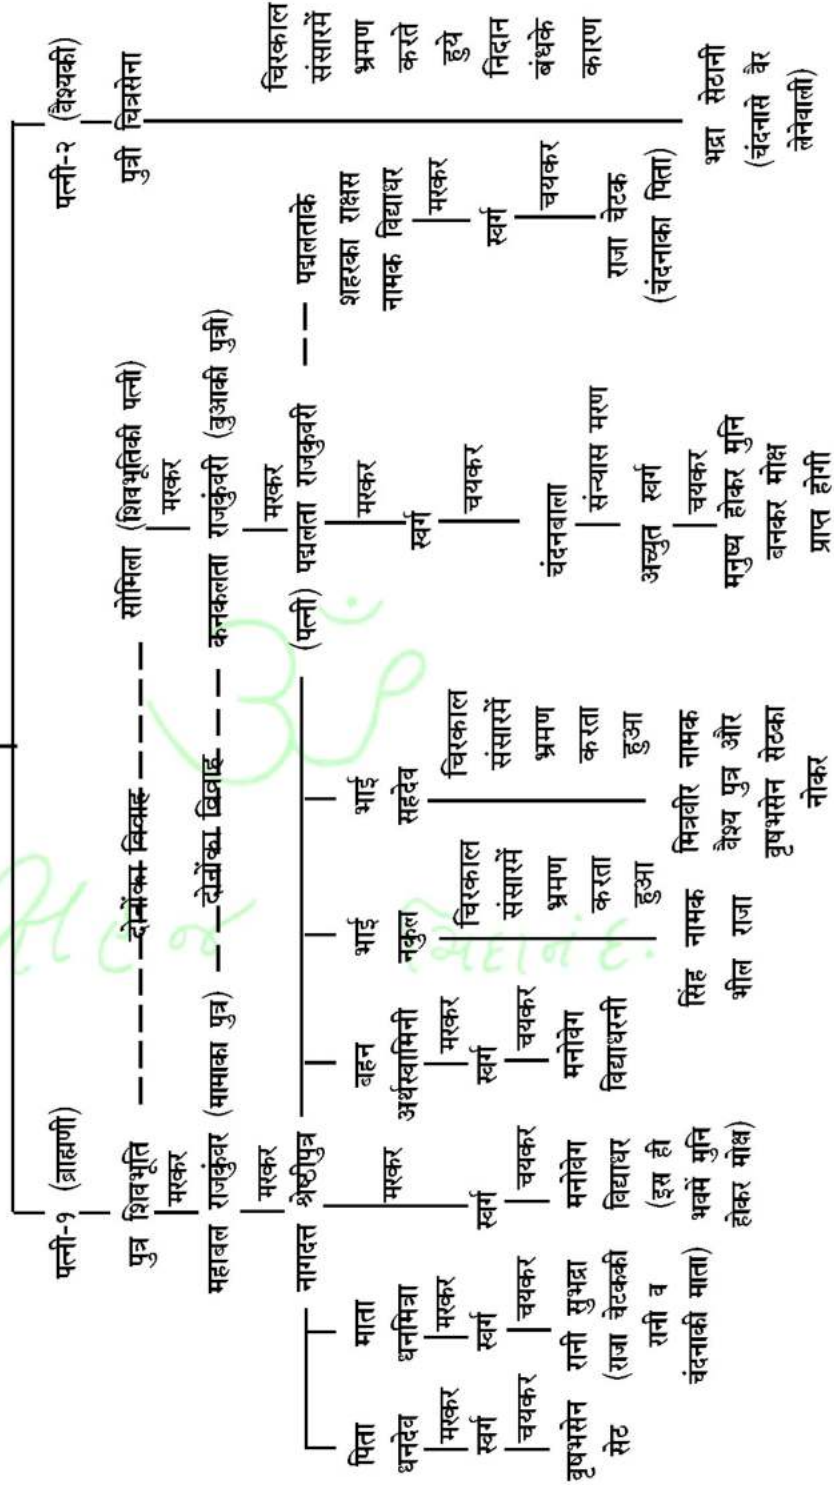 पत्नी-१ (ब्राह्मणी)
पुत्र शिवभूति
दोनोंका विवाह
सोमिला (शिवभूतिकी पत्नी)
मरकर
मरकर
महाबल राजकुंवर (मामाका पुत्र)
दोनोंका विवाह
कनकलता राजकुंवरी (बुआकी पुत्री)
मरकर
मरकर
नागदत्त श्रेष्ठीपुत्र
(पत्नी) पद्मलता राजकुंवरी
पद्मलताके
शहरका राक्षस
नामक विद्याधर
मरकर
स्वर्ग
चयकर
राजा चेटक
(चंदनाका पिता)
पत्नी-२ (वैश्यकी)
पुत्री चित्रसेना
चिरकाल
संसारमें
भ्रमण
करते
हुये
निदान
बंधके
कारण
भद्रा सेठानी
(चंदनासे वैर
लेनेवाली)
पिता
धनदेव
मरकर
स्वर्ग
चयकर
वृषभसेन
सेट
माता
धनमित्रा
मरकर
स्वर्ग
चयकर
रानी सुभद्रा
(राजा चेटककी
रानी व
चंदनाकी माता)
मरकर
स्वर्ग
चयकर
मनोवेग
विद्याधर
(इस ही
भवमें मुनि
होकर मोक्ष)
बहन
अर्थस्वामिनी
मरकर
स्वर्ग
चयकर
मनोवेग
विद्याधरनी
भाई
नकुल
चिरकाल
संसारमें
भ्रमण
करता
हुआ
सिंह नामक
भील राजा
भाई
सहदेव
चिरकाल
संसारमें
भ्रमण
करता
हुआ
मित्रवीर नामक
वैश्य पुत्र और
वृषभसेन सेठका
नोकर
मरकर
स्वर्ग
चयकर
चंदनबाला
संन्यास मरण
अच्युत स्वर्ग
चयकर
मनुष्य होकर मुनि
बनकर मोक्ष
प्राप्त होगी
ॐ
સહજ ચિદાનંદ.